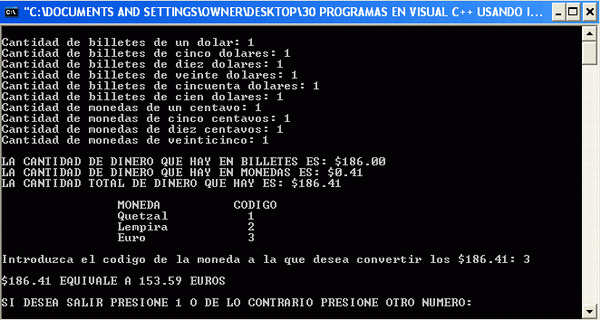 "C:\DOCUMENTS AND SETTINGS\OWNER\DESKTOP\30 PROGRAMAS EN VISUAL C++ USANDO I...
Cantidad de billetes de un dolar: 1
Cantidad de billetes de cinco dolares: 1
Cantidad de billetes de diez dolares: 1
Cantidad de billetes de veinte dolares: 1
Cantidad de billetes de cincuenta dolares: 1
Cantidad de billetes de cien dolares: 1
Cantidad de monedas de un centavo: 1
Cantidad de monedas de cinco centavos: 1
Cantidad de monedas de diez centavos: 1
Cantidad de monedas de veinticinco: 1
LA CANTIDAD DE DINERO QUE HAY EN BILLETES ES: $186.00
LA CANTIDAD DE DINERO QUE HAY EN MONEDAS ES: $0.41
LA CANTIDAD TOTAL DE DINERO QUE HAY ES: $186.41
MONEDA CODIGO
Quetzal 1
Lempira 2
Euro 3
Introduzca el codigo de la moneda a la que desea convertir los $186.41: 3
$186.41 EQUIVALE A 153.59 EUROS
SI DESEA SALIR PRESIONE 1 O DE LO CONTRARIO PRESIONE OTRO NUMERO: